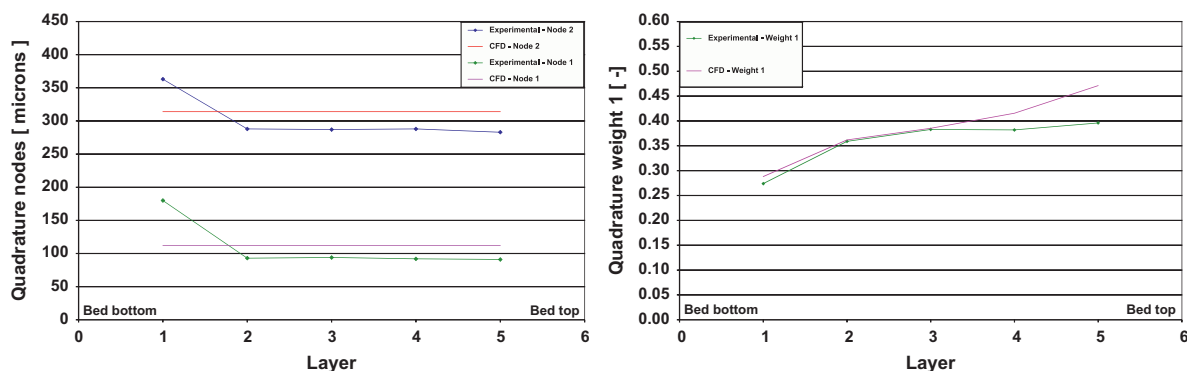 Quadrature nodes [ microns]
450
400
350
300
250
200
150
100
50
0
Experimental – Node 2
CFD – Node 2
Experimental – Node 1
CFD – Node 1
Bed bottom
Bed top
0 1 2 3 4 5 6
Layer
Quadrature weight 1 [ -]
0.60
0.55
0.50
0.45
0.40
0.35
0.30
0.25
0.20
0.15
0.10
0.05
0.00
Experimental – Weight 1
CFD – Weight 1
Bed bottom
Bed top
0 1 2 3 4 5 6
Layer